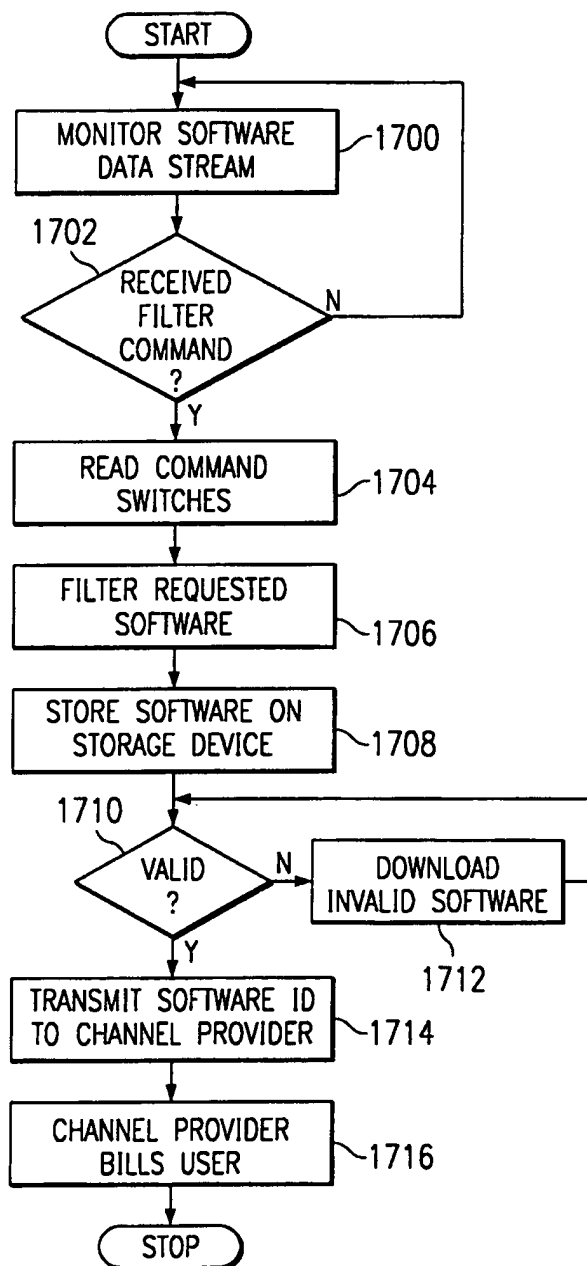 START
MONITOR SOFTWARE
DATA STREAM
1700
1702
RECEIVED
FILTER
COMMAND
?
N
Y
READ COMMAND
SWITCHES
1704
FILTER REQUESTED
SOFTWARE
1706
STORE SOFTWARE ON
STORAGE DEVICE
1708
1710
VALID
?
N
DOWNLOAD
INVALID SOFTWARE
1712
Y
TRANSMIT SOFTWARE ID
TO CHANNEL PROVIDER
1714
CHANNEL PROVIDER
BILLS USER
1716
STOP